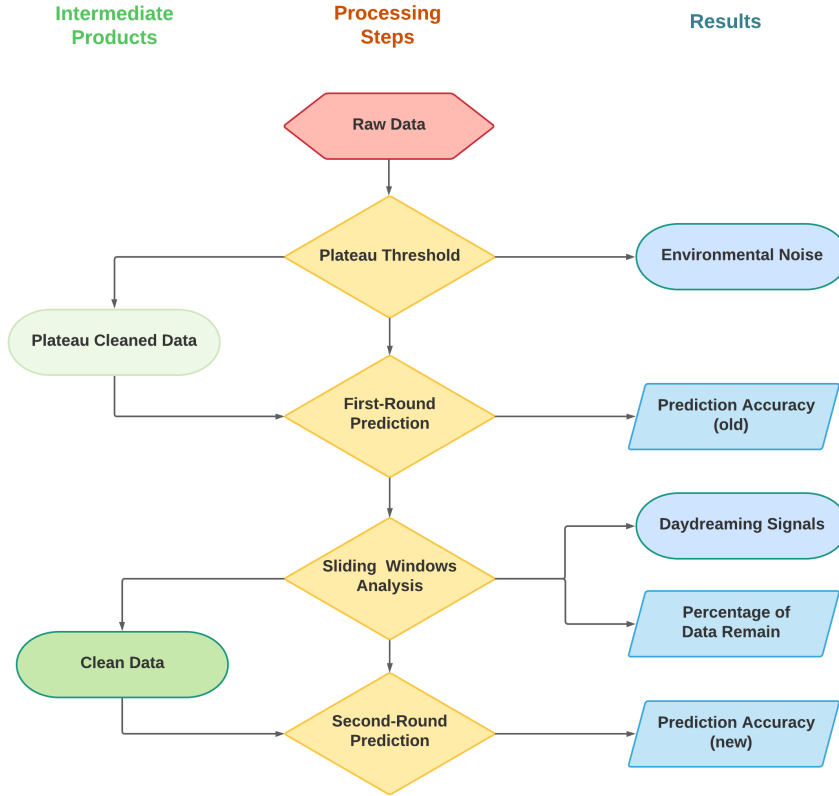 Intermediate
Products
Processing
Steps
Results
Raw Data
Plateau Threshold
Environmental Noise
Plateau Cleaned Data
First-Round
Prediction
Prediction Accuracy
(old)
Sliding  Windows
Analysis
Daydreaming Signals
Percentage of
Data Remain
Clean Data
Second-Round
Prediction
Prediction Accuracy
(new)